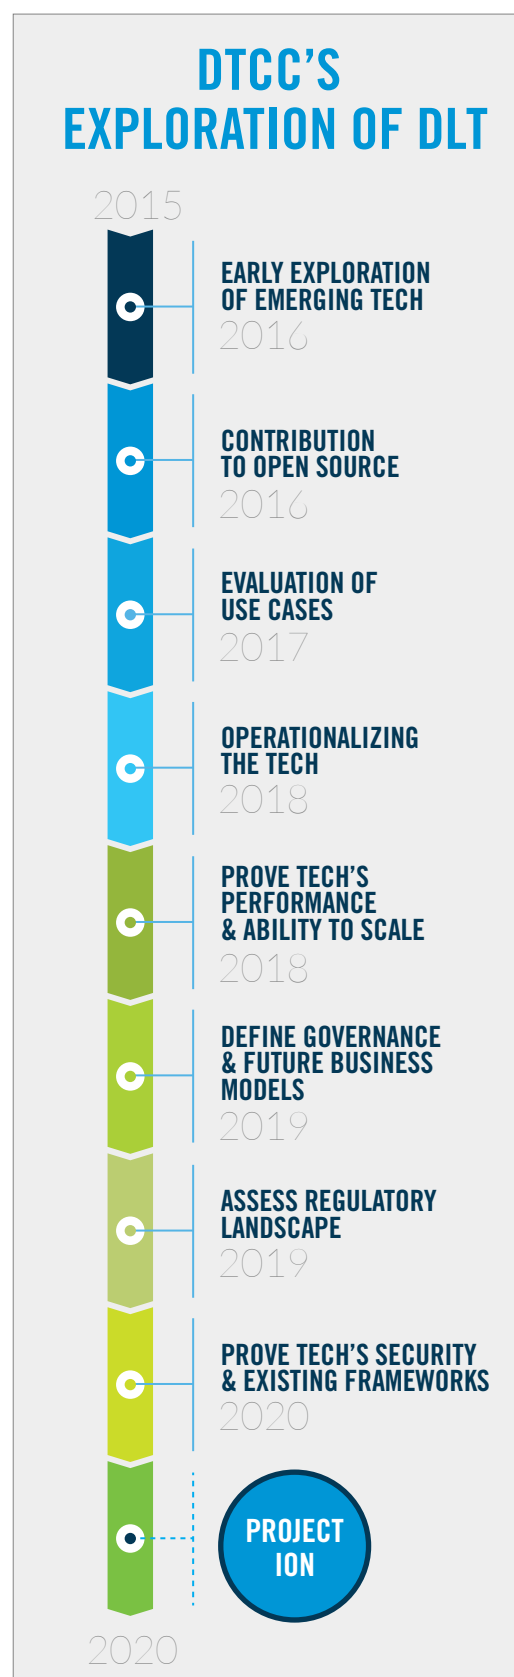 DTCC’S
EXPLORATION OF DLT
2015
EARLY EXPLORATION
OF EMERGING TECH
2016
CONTRIBUTION
TO OPEN SOURCE
2016
EVALUATION OF
USE CASES
2017
OPERATIONALIZING
THE TECH
2018
PROVE TECH’S
PERFORMANCE
& ABILITY TO SCALE
2018
DEFINE GOVERNANCE
& FUTURE BUSINESS
MODELS
2019
ASSESS REGULATORY
LANDSCAPE
2019
PROVE TECH’S SECURITY
& EXISTING FRAMEWORKS
2020
PROJECT
ION
2020